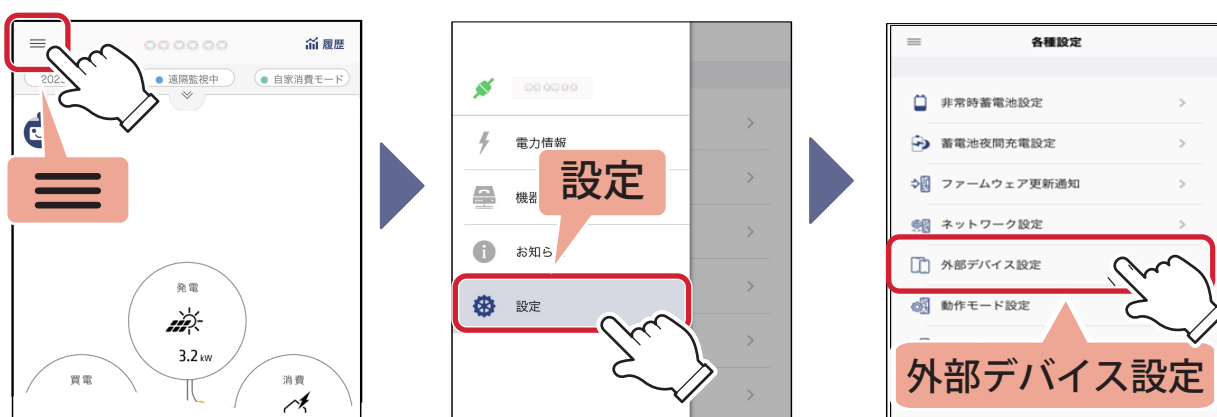 履歴
遠隔監視中
自家消費モード
発電
3.2 kW
買電
消費
電力情報
設定
機器
お知ら
設定
各種設定
非常時蓄電池設定
蓄電池夜間充電設定
ファームウェア更新通知
ネットワーク設定
外部デバイス設定
動作モード設定
外部デバイス設定